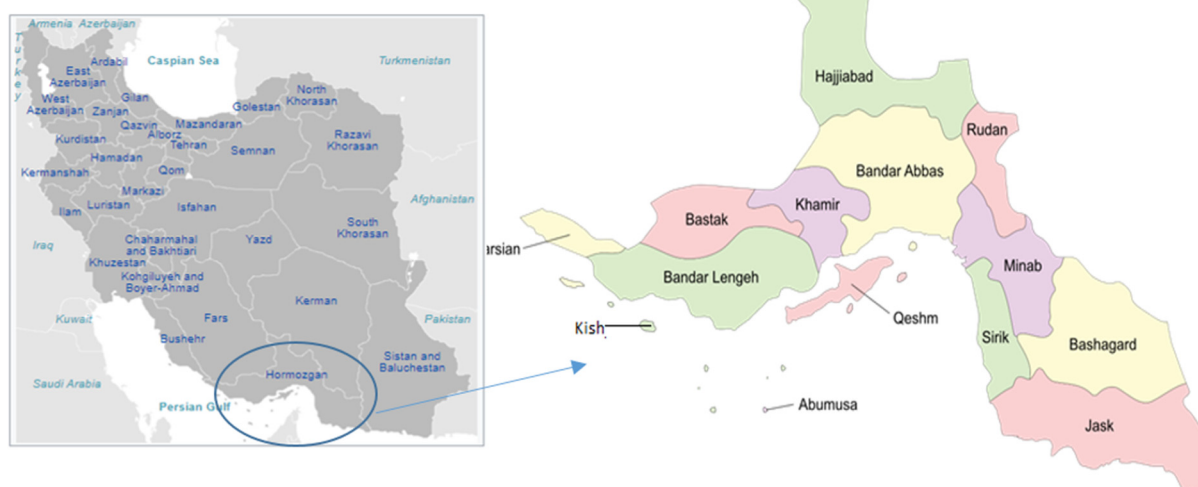 Armenia Azerbaijan
Turkey
Ardabil
East
Azerbaijan
Caspian Sea
Turkmenistan
West
Azerbaijan
Gilan
Zanjan
Golestan
North
Khorasan
Qazvin
Mazandaran
Alborz
Tehran
Kurdistan
Semnan
Razavi
Khorasan
Hamadan
Kermanshah
Qom
Markazi
Ilam
Luristan
Isfahan
Afghanistan
Iraq
Chaharmahal
and Bakhtiari
Yazd
South
Khorasan
Khuzestan
Kohgiluyeh and
Boyer-Ahmad
Kerman
Kuwait
Fars
Pakistan
Bushehr
Sistan and
Baluchestan
Hormozgan
Saudi Arabia
Persian Gulf
Hajjiabad
Rudan
Bandar Abbas
Khamir
Bastak
arsian
Bandar Lengeh
Minab
Qeshm
Kish
Sirik
Bashagard
Abumusa
Jask